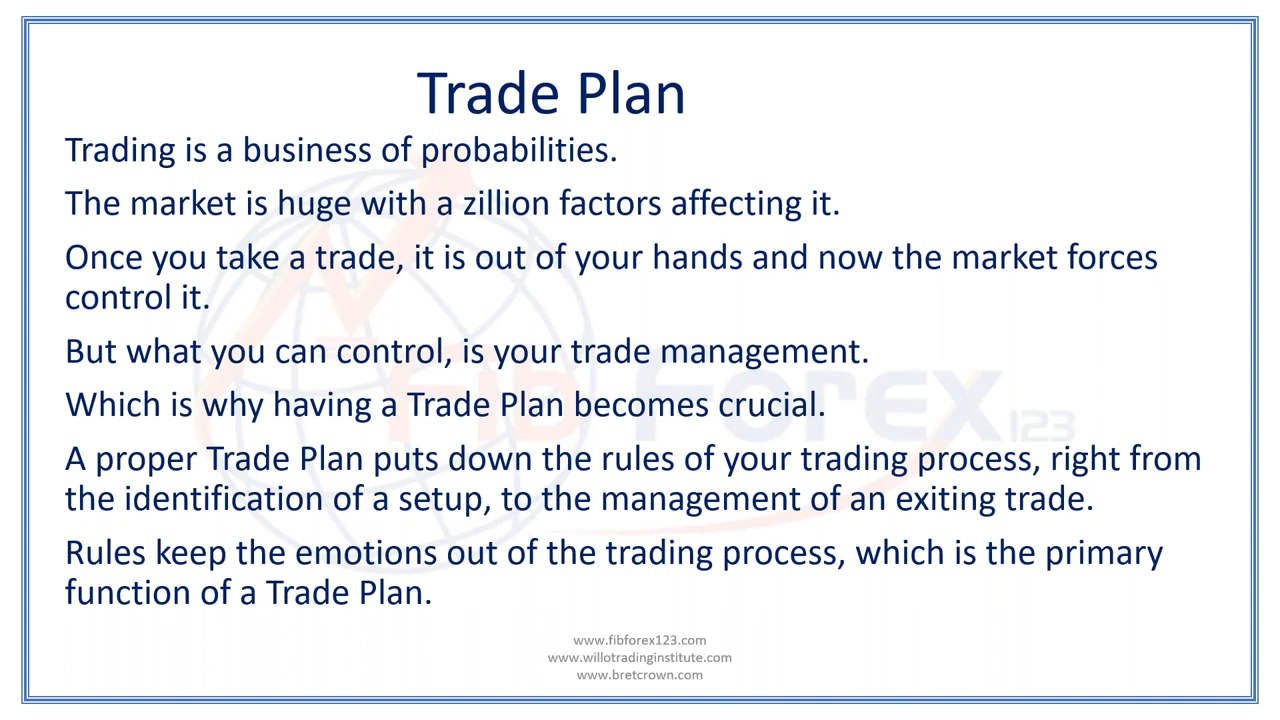 Trade Plan
Trading is a business of probabilities.
The market is huge with a zillion factors affecting it.
Once you take a trade, it is out of your hands and now the market forces
control it.
But what you can control, is your trade management.
Which is why having a Trade Plan becomes crucial.
Fib Forex 123
A proper Trade Plan puts down the rules of your trading process, right from
the identification of a setup, to the management of an exiting trade.
Rules keep the emotions out of the trading process, which is the primary
function of a Trade Plan.
www.fibforex123.com
www.willotradinginstitute.com
www.bretcrown.com